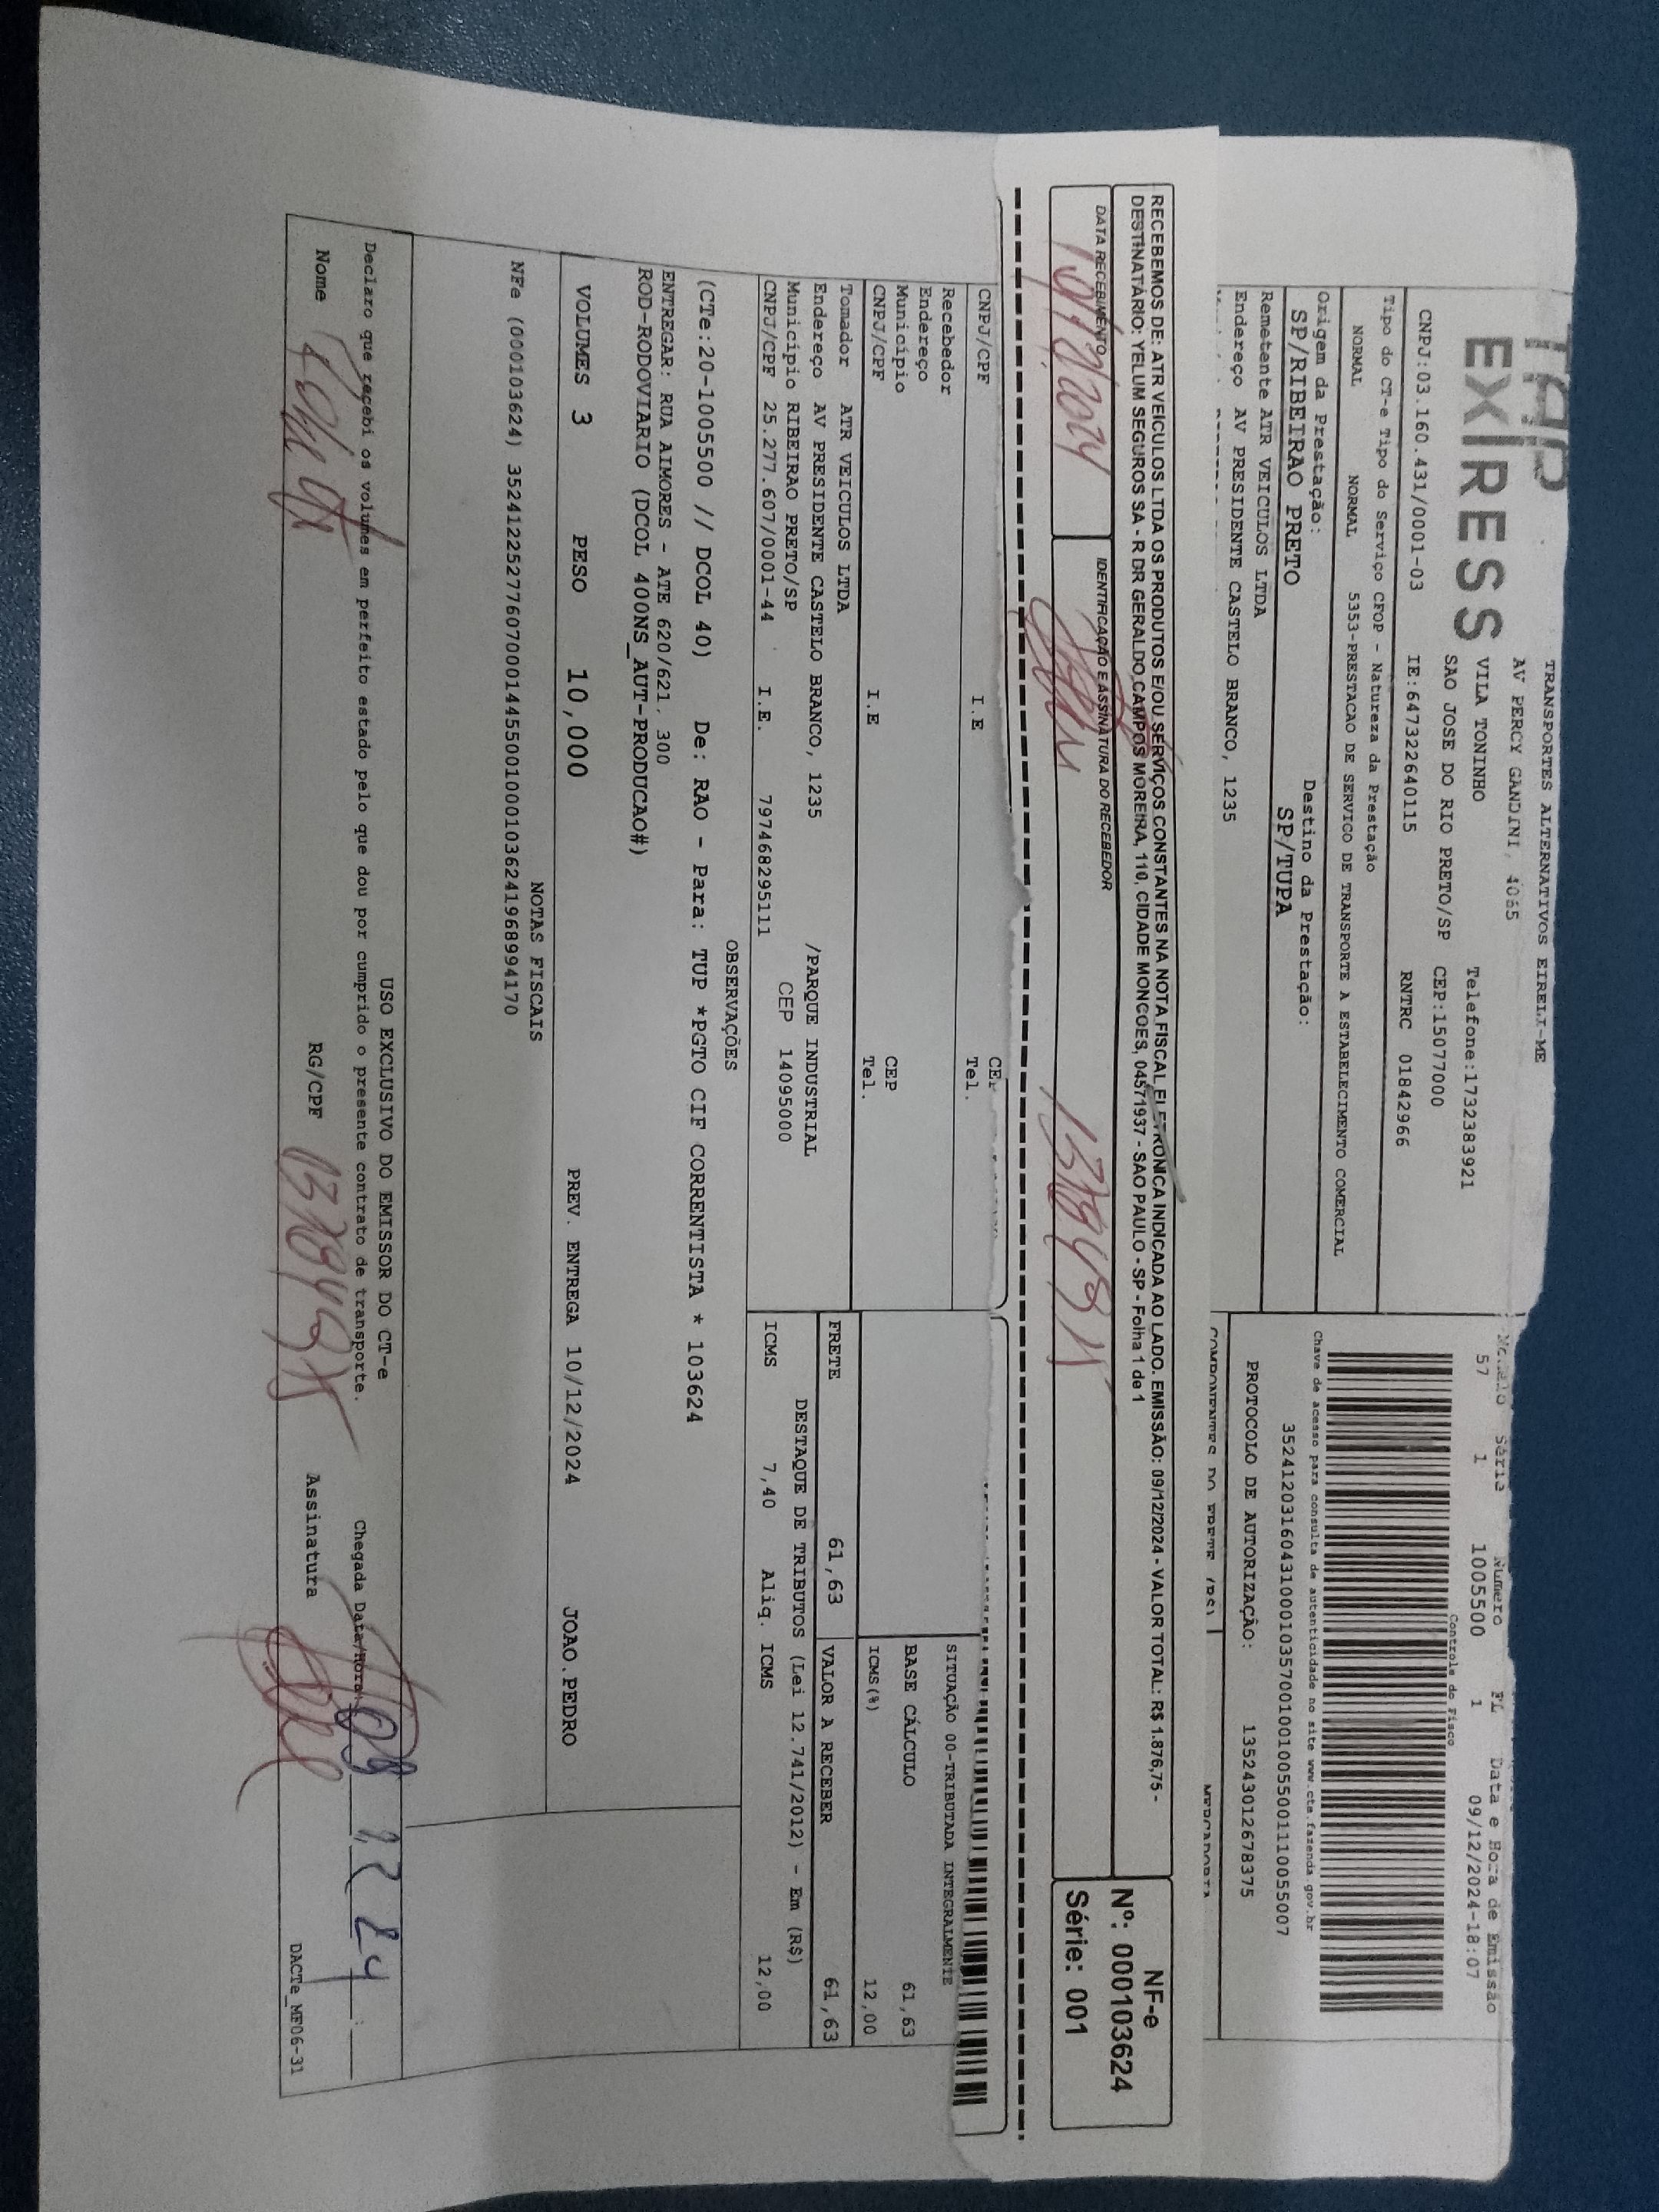 TAP
EXPRESS
TRANSPORTES ALTERNATIVOS EIRELI-ME
AV PERCY GANDINI, 4065
VILA TONINHO Telefone:1732383921
SAO JOSE DO RIO PRETO/SP CEP:15077000
CNPJ:03.160.431/0001-03 IE:647322640115 RNTRC 01842966
Modelo Série Número FL Data e Hora de Emissão
57 1 1005500 1 09/12/2024-18:07
Controle do Fisco
Chave de acesso para consulta de autenticidade no site www.cte.fazenda.gov.br
35241203160431000103570010010055001110055007
PROTOCOLO DE AUTORIZAÇÃO: 135243012678375
Tipo do CT-e Tipo do Serviço CFOP - Natureza da Prestação
NORMAL NORMAL 5353-PRESTACAO DE SERVICO DE TRANSPORTE A ESTABELECIMENTO COMERCIAL
Origem da Prestação: Destino da Prestação:
SP/RIBEIRAO PRETO SP/TUPA
Remetente ATR VEICULOS LTDA
Endereço AV PRESIDENTE CASTELO BRANCO, 1235
COMPONENTES DO FRETE (R$) MERCADORIA
RECEBEMOS DE: ATR VEÍCULOS LTDA OS PRODUTOS E/OU SERVIÇOS CONSTANTES NA NOTA FISCAL ELETRONICA INDICADA AO LADO. EMISSÃO: 09/12/2024 - VALOR TOTAL: R$ 1.876,75 -
DESTINATÁRIO: YELUM SEGUROS SA - R DR GERALDO CAMPOS MOREIRA, 110, CIDADE MONCOES, 04571937 - SAO PAULO - SP - Folha 1 de 1
DATA RECEBIMENTO IDENTIFICAÇÃO E ASSINATURA DO RECEBEDOR
NF-e
Nº: 000103624
Série: 001
CEP
CNPJ/CPF I.E Tel.
Recebedor
Endereço
Município CEP
CNPJ/CPF I.E Tel.
SITUAÇÃO 00-TRIBUTADA INTEGRALMENTE
BASE CÁLCULO 61,63
ICMS(%) 12,00
Tomador ATR VEICULOS LTDA
Endereço AV PRESIDENTE CASTELO BRANCO, 1235 /PARQUE INDUSTRIAL
Município RIBEIRAO PRETO/SP CEP 14095000
CNPJ/CPF 25.277.607/0001-44 I.E. 797468295111
FRETE 61,63 VALOR A RECEBER 61,63
DESTAQUE DE TRIBUTOS (Lei 12.741/2012) - Em (R$)
ICMS 7,40 Aliq. ICMS 12,00
OBSERVAÇÕES
(CTe:20-1005500 // DCOL 40) De: RAO - Para: TUP *PGTO CIF CORRENTISTA * 103624
ENTREGAR: RUA AIMORES - ATE 620/621, 300
ROD-RODOVIARIO (DCOL 400NS_AUT-PRODUCAO#)
VOLUMES 3 PESO 10,000 PREV. ENTREGA 10/12/2024 JOAO.PEDRO
NOTAS FISCAIS
NFe (000103624) 35241225277607000144550010001036241968994170
USO EXCLUSIVO DO EMISSOR DO CT-e
Declaro que recebi os volumes em perfeito estado pelo que dou por cumprido o presente contrato de transporte. Chegada Data/Hora:
Nome RG/CPF Assinatura
DACTe_MF06-31